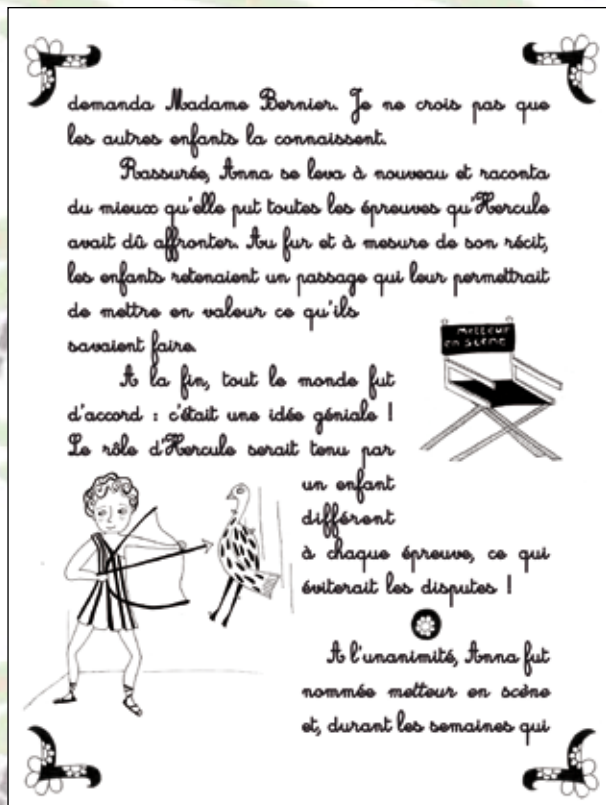 demanda Madame Bernier. Je ne crois pas que
les autres enfants la connaissent.
Rassurée, Anna se leva à nouveau et raconta
du mieux qu'elle put toutes les épreuves qu'Hercule
avait dû affronter. Au fur et à mesure de son récit,
les enfants retenaient un passage qui leur permettrait
de mettre en valeur ce qu'ils
savaient faire.
metteur
en scène
A la fin, tout le monde fut
d'accord : c'était une idée géniale !
Le rôle d'Hercule serait tenu par
un enfant
différent
à chaque épreuve, ce qui
éviterait les disputes !
A l'unanimité, Anna fut
nommée metteur en scène
et, durant les semaines qui